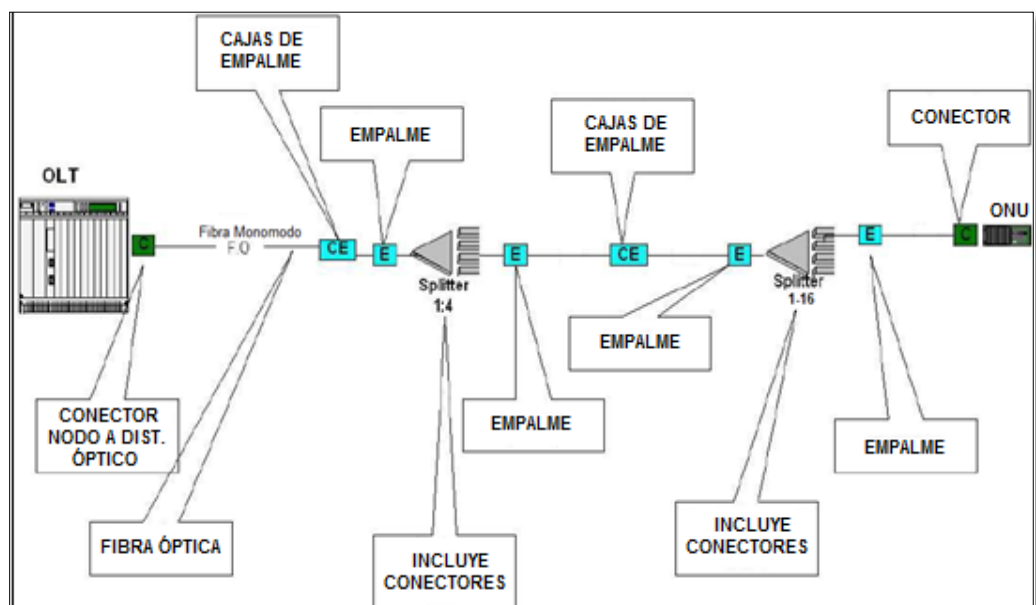 CAJAS DE
EMPALME
EMPALME
CAJAS DE
EMPALME
CONECTOR
OLT
ONU
Fibra Monomodo
F.O
C
CE
E
Splitter
1:4
E
CE
E
Splitter
1-16
E
C
EMPALME
CONECTOR
NODO A DIST.
ÓPTICO
EMPALME
EMPALME
FIBRA ÓPTICA
INCLUYE
CONECTORES
INCLUYE
CONECTORES